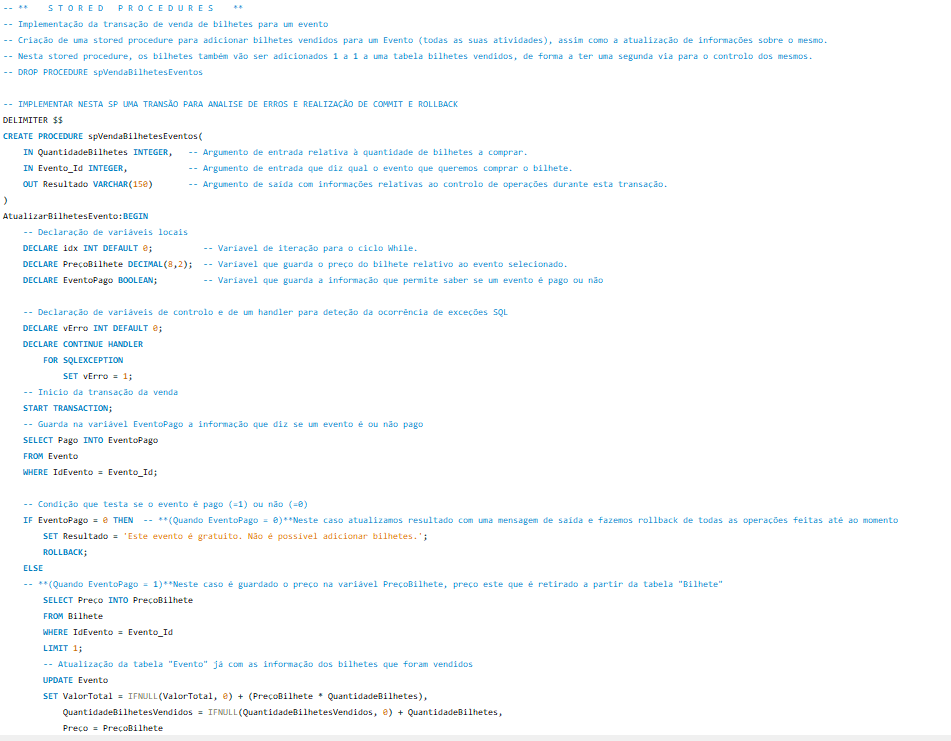 -- **    S T O R E D   P R O C E D U R E S    **
-- Implementação da transação de venda de bilhetes para um evento
-- Criação de uma stored procedure para adicionar bilhetes vendidos para um Evento (todas as suas atividades), assim como a atualização de informações sobre o mesmo.
-- Nesta stored procedure, os bilhetes também vão ser adicionados 1 a 1 a uma tabela bilhetes vendidos, de forma a ter uma segunda via para o controlo dos mesmos.
-- DROP PROCEDURE spVendaBilhetesEventos
-- IMPLEMENTAR NESTA SP UMA TRANSÃO PARA ANALISE DE ERROS E REALIZAÇÃO DE COMMIT E ROLLBACK
DELIMITER $$
CREATE PROCEDURE spVendaBilhetesEventos(
    IN QuantidadeBilhetes INTEGER,   -- Argumento de entrada relativa à quantidade de bilhetes a comprar.
    IN Evento_Id INTEGER,            -- Argumento de entrada que diz qual o evento que queremos comprar o bilhete.
    OUT Resultado VARCHAR(150)       -- Argumento de saída com informações relativas ao controlo de operações durante esta transação.
)
AtualizarBilhetesEvento:BEGIN
    -- Declaração de variáveis locais
    DECLARE idx INT DEFAULT 0;          -- Varíavel de iteração para o ciclo While.
    DECLARE PrecoBilhete DECIMAL(8,2);  -- Varíavel que guarda o preço do bilhete relativo ao evento selecionado.
    DECLARE EventoPago BOOLEAN;         -- Varíavel que guarda a informação que permite saber se um evento é pago ou não
    -- Declaração de variáveis de controlo e de um handler para deteção da ocorrência de exceções SQL
    DECLARE vErro INT DEFAULT 0;
    DECLARE CONTINUE HANDLER
        FOR SQLEXCEPTION
            SET vErro = 1;
    -- Início da transação da venda
    START TRANSACTION;
    -- Guarda na variável EventoPago a informação que diz se um evento é ou não pago
    SELECT Pago INTO EventoPago
    FROM Evento
    WHERE IdEvento = Evento_Id;
    -- Condição que testa se o evento é pago (=1) ou não (=0)
    IF EventoPago = 0 THEN  -- **(Quando EventoPago = 0)**Neste caso atualizamos resultado com uma mensagem de saída e fazemos rollback de todas as operações feitas até ao momento
        SET Resultado = 'Este evento é gratuito. Não é possível adicionar bilhetes.';
        ROLLBACK;
    ELSE
    -- **(Quando EventoPago = 1)**Neste caso é guardado o preço na variável PreçoBilhete, preço este que é retirado a partir da tabela "Bilhete"
        SELECT Preco INTO PrecoBilhete
        FROM Bilhete
        WHERE IdEvento = Evento_Id
        LIMIT 1;
        -- Atualização da tabela "Evento" já com as informação dos bilhetes que foram vendidos
        UPDATE Evento
        SET ValorTotal = IFNULL(ValorTotal, 0) + (PrecoBilhete * QuantidadeBilhetes),
            QuantidadeBilhetesVendidos = IFNULL(QuantidadeBilhetesVendidos, 0) + QuantidadeBilhetes,
            Preco = PrecoBilhete